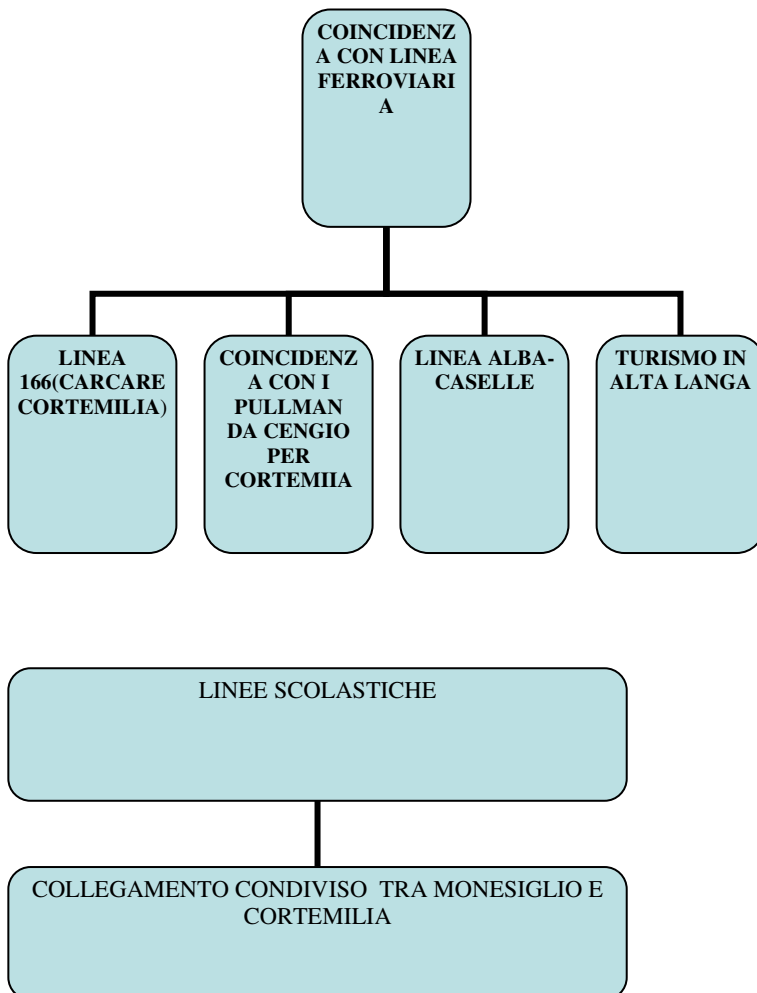 COINCIDENZ
A CON LINEA
FERROVIARI
A
LINEA
166(CARCARE
CORTEMILIA)
COINCIDENZ
A CON I
PULLMAN
DA CENGIO
PER
CORTEMIIA
LINEA ALBA-
CASELLE
TURISMO IN
ALTA LANGA
LINEE SCOLASTICHE
COLLEGAMENTO CONDIVISO  TRA MONESIGLIO E
CORTEMILIA